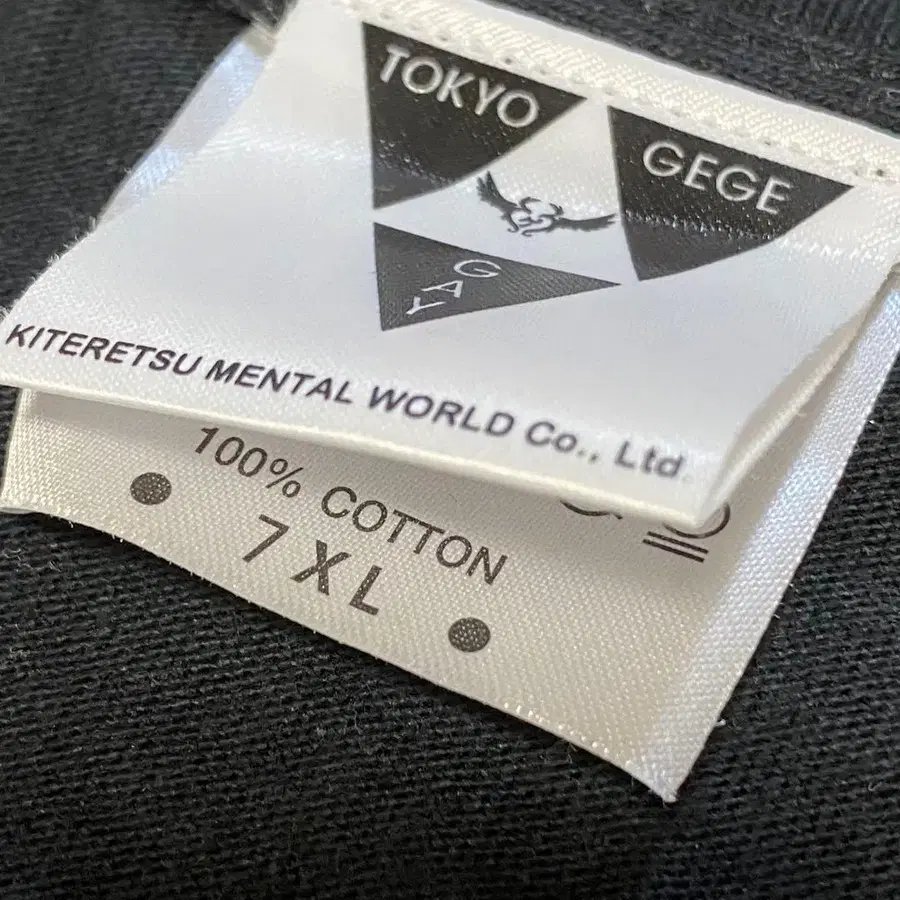 TOKYO
GEGE
GAY
KITERETSU MENTAL WORLD Co., Ltd.
100% COTTON
7XL